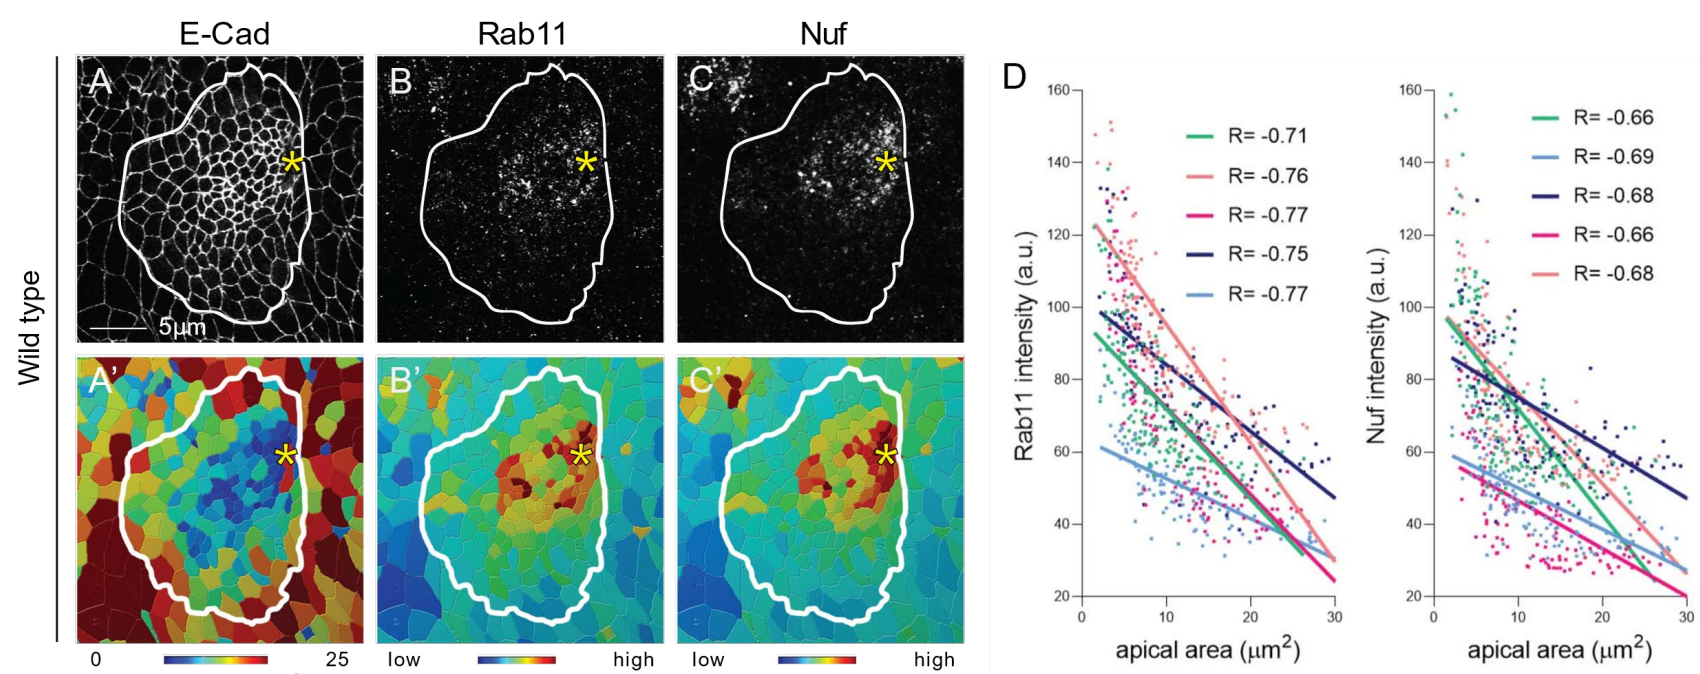 E-Cad Rab11 Nuf
Wild type
A
5µm
B
C
A’
B’
C’
0 25
low high
low high
D
160
140
120
100
80
60
40
20
0 10 20 30
Rab11 intensity (a.u.)
apical area (µm²)
R= -0.71
R= -0.76
R= -0.77
R= -0.75
R= -0.77
160
140
120
100
80
60
40
20
0 10 20 30
Nuf intensity (a.u.)
apical area (µm²)
R= -0.66
R= -0.69
R= -0.68
R= -0.66
R= -0.68